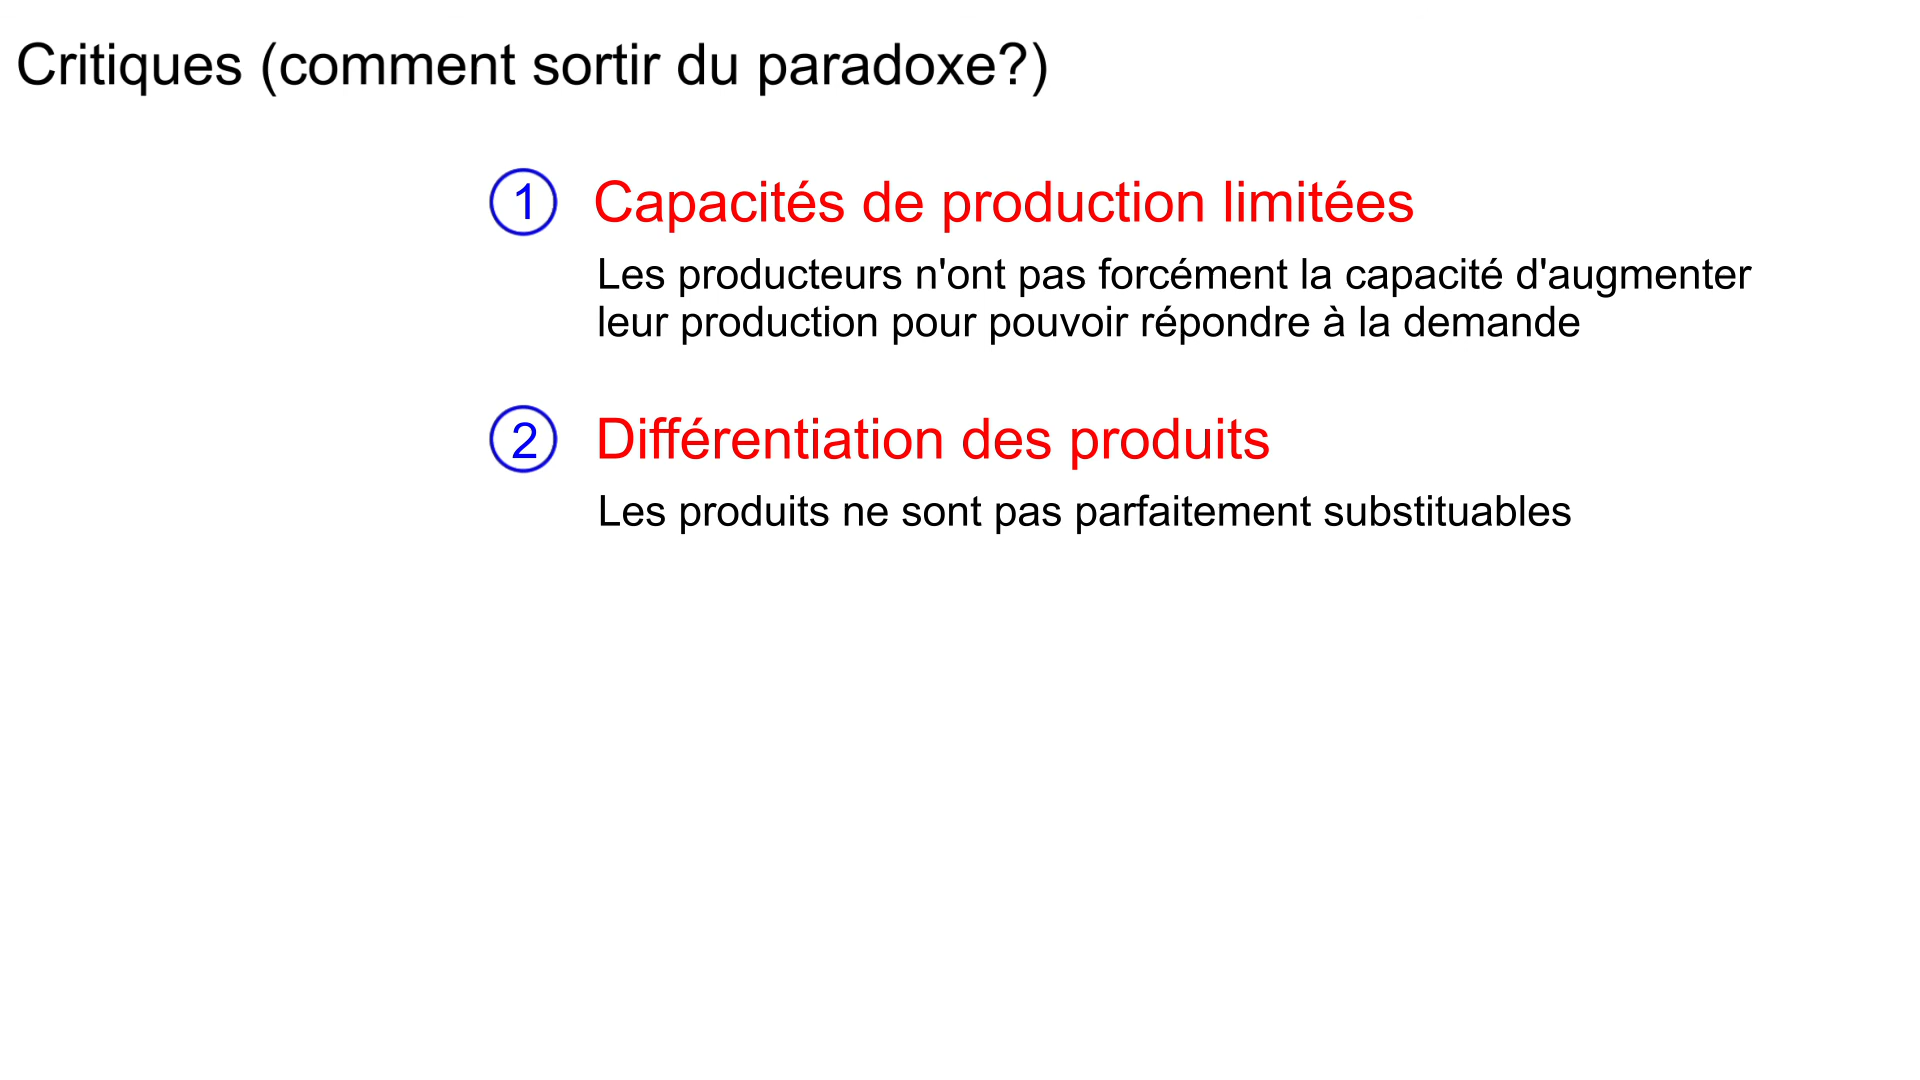 Critiques (comment sortir du paradoxe?)
1 Capacités de production limitées
Les producteurs n'ont pas forcément la capacité d'augmenter
leur production pour pouvoir répondre à la demande
2 Différentiation des produits
Les produits ne sont pas parfaitement substituables